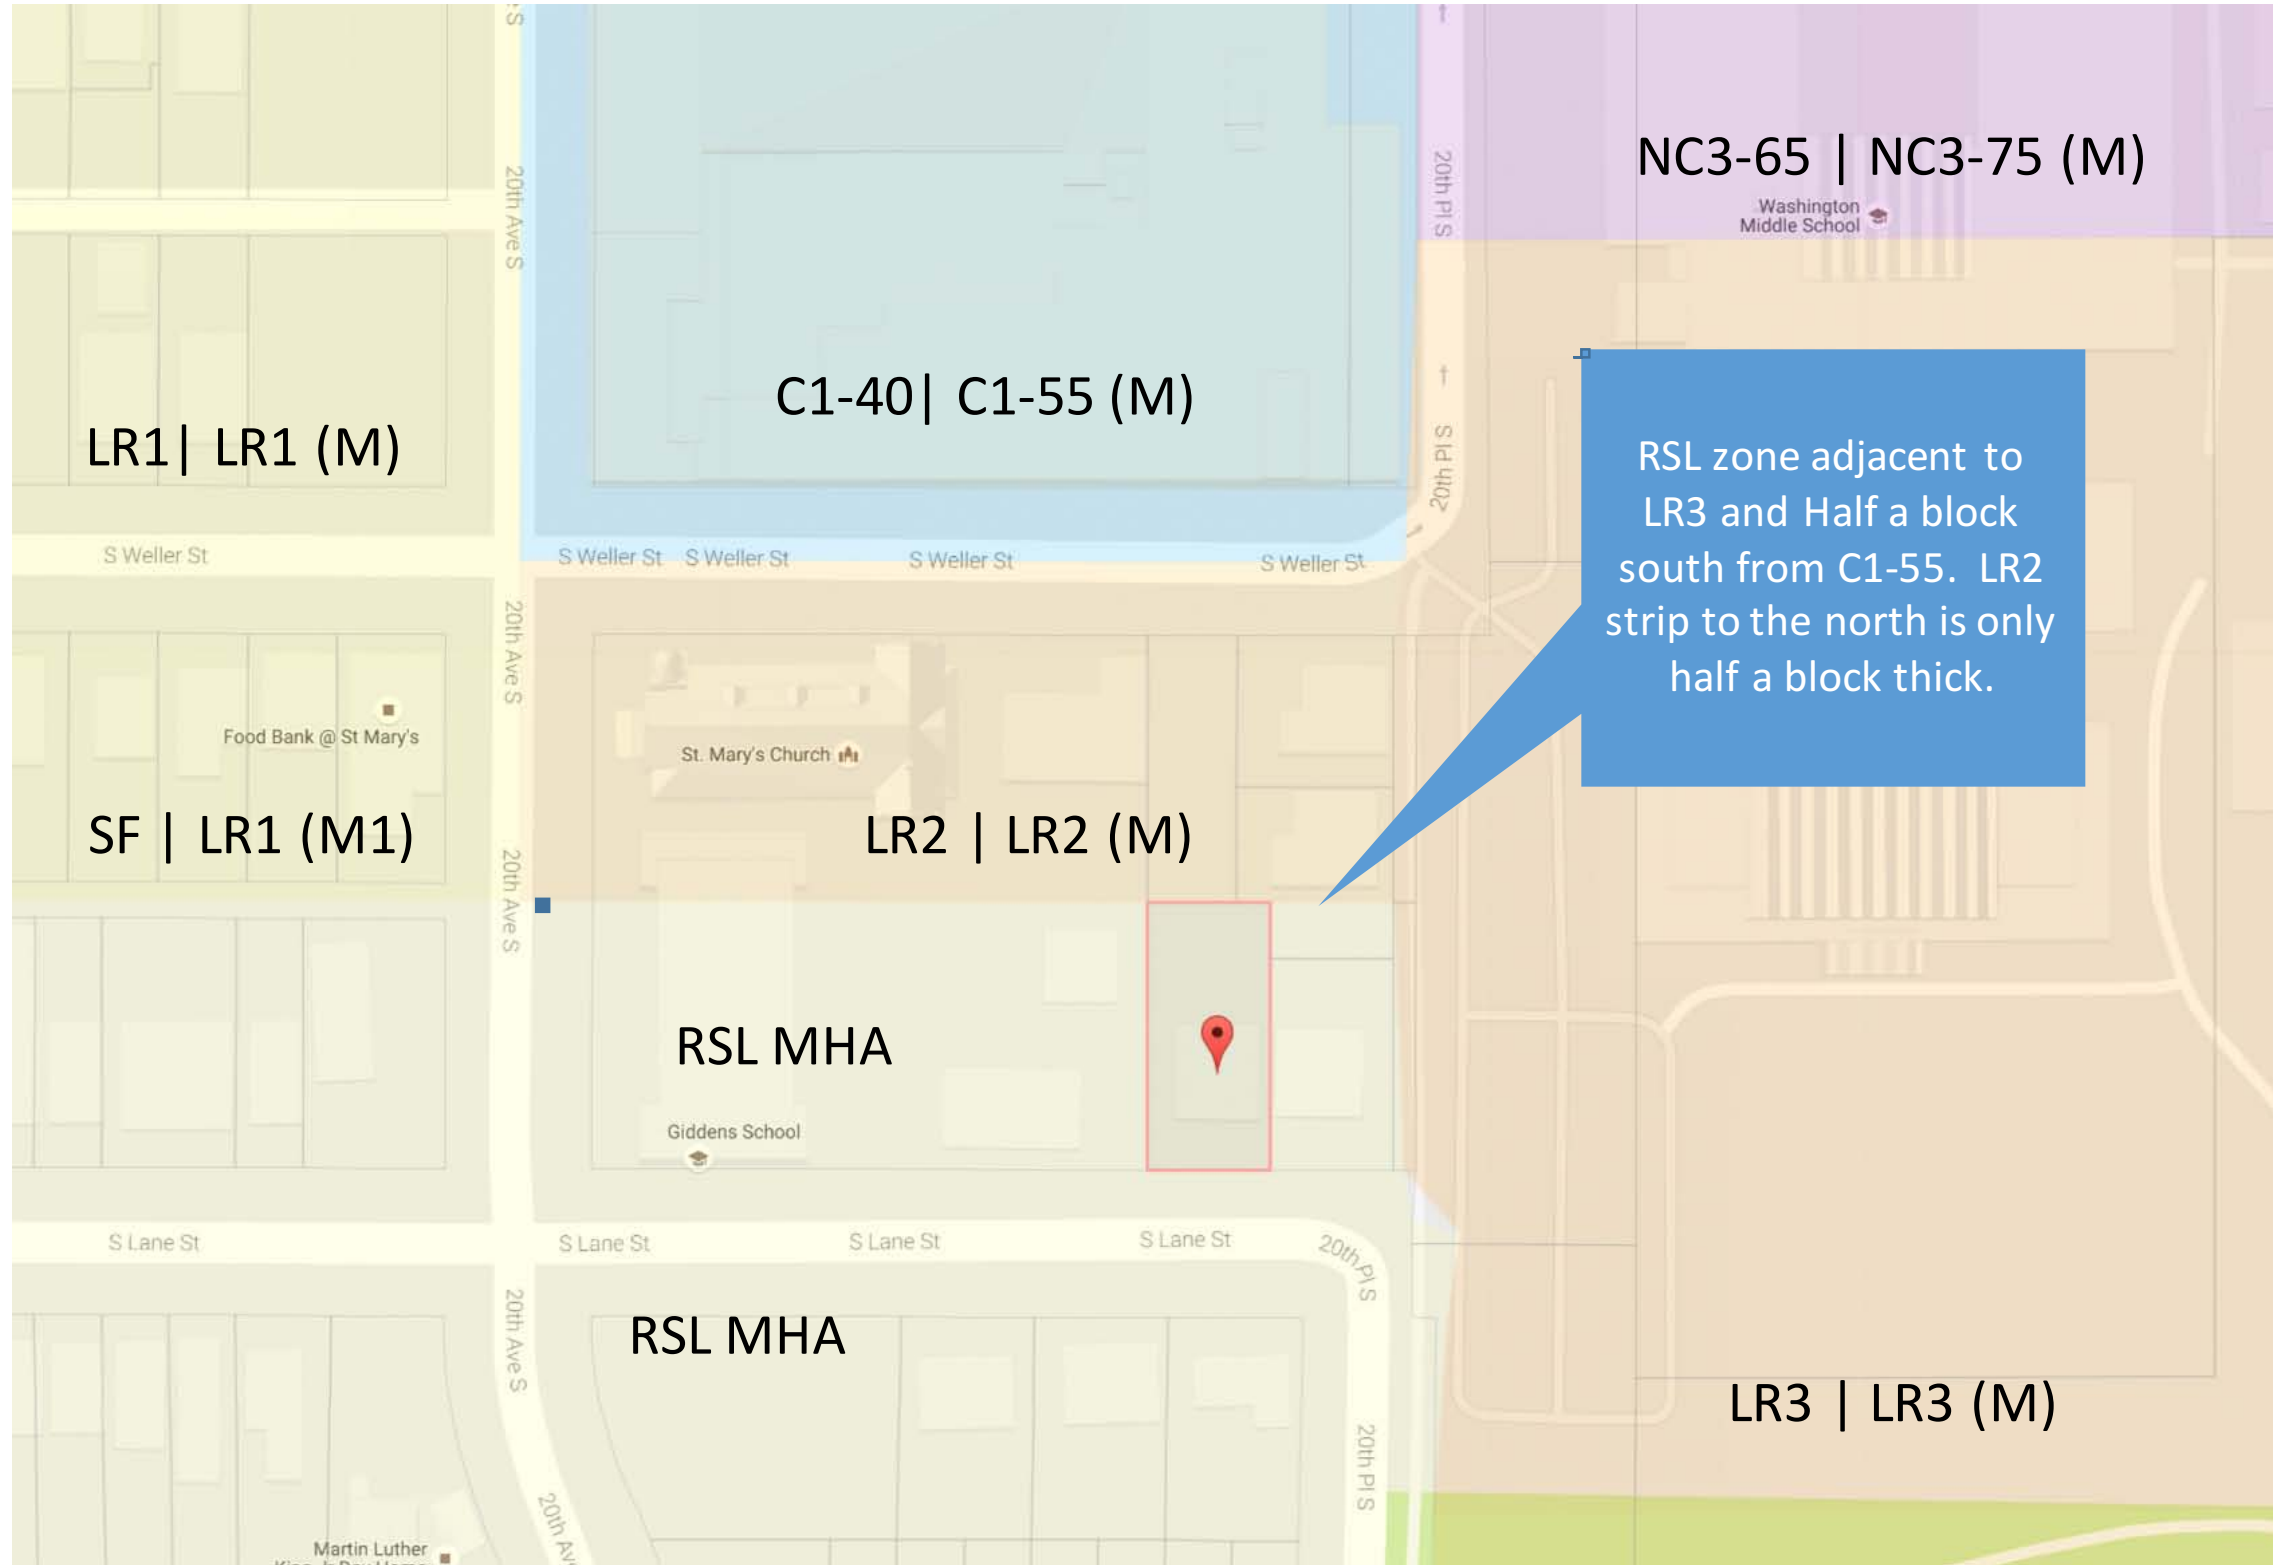 S
20th Ave S
20th Pl S
NC3-65 | NC3-75 (M)
Washington
Middle School
C1-40| C1-55 (M)
LR1| LR1 (M)
20th Pl S
RSL zone adjacent to
LR3 and Half a block
south from C1-55. LR2
strip to the north is only
half a block thick.
S Weller St
S Weller St
S Weller St
S Weller St
S Weller St
20th Ave S
Food Bank @ St Mary's
St. Mary's Church
SF | LR1 (M1)
LR2 | LR2 (M)
20th Ave S
RSL MHA
Giddens School
S Lane St
S Lane St
S Lane St
S Lane St
20th Pl S
20th Ave S
RSL MHA
LR3 | LR3 (M)
20th Pl S
20th Av
Martin Luther